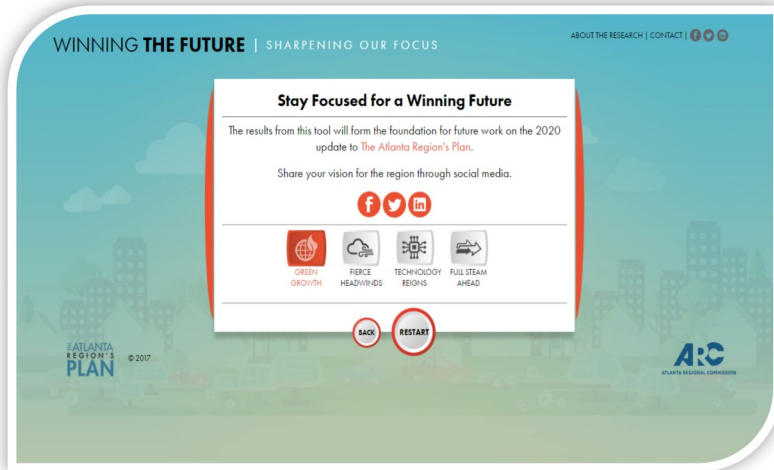 WINNING THE FUTURE | SHARPENING OUR FOCUS
ABOUT THE RESEARCH | CONTACT |
Stay Focused for a Winning Future
The results from this tool will form the foundation for future work on the 2020
update to The Atlanta Region's Plan.
Share your vision for the region through social media.
GREEN
GROWTH
FIERCE
HEADWINDS
TECHNOLOGY
REIGNS
FULL STEAM
AHEAD
BACK
RESTART
THE ATLANTA
REGION'S
PLAN
© 2017
ARC
ATLANTA REGIONAL COMMISSION